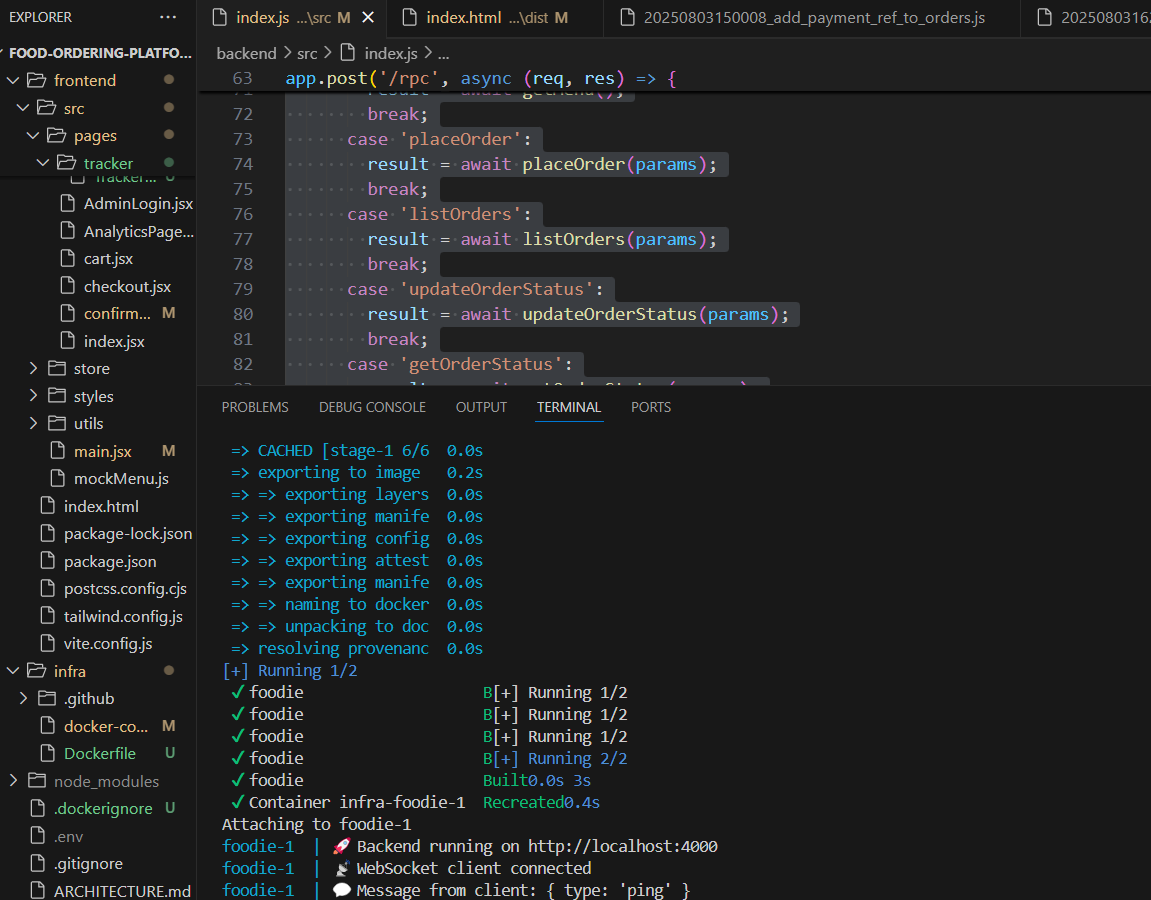 EXPLORER ...
FOOD-ORDERING-PLATFO...
frontend
src
pages
tracker
Tracker... U
AdminLogin.jsx
AnalyticsPage...
cart.jsx
checkout.jsx
confirm... M
index.jsx
store
styles
utils
main.jsx M
mockMenu.js
index.html
package-lock.json
package.json
postcss.config.cjs
tailwind.config.js
vite.config.js
infra
.github
docker-co... M
Dockerfile U
node_modules
.dockerignore U
.env
.gitignore
ARCHITECTURE.md
index.js ...\src M
index.html ...\dist M
20250803150008_add_payment_ref_to_orders.js
2025080316
backend > src > index.js > ...
63 app.post('/rpc', async (req, res) => {
71 result = await getMenu();
72 break;
73 case 'placeOrder':
74 result = await placeOrder(params);
75 break;
76 case 'listOrders':
77 result = await listOrders(params);
78 break;
79 case 'updateOrderStatus':
80 result = await updateOrderStatus(params);
81 break;
82 case 'getOrderStatus':
PROBLEMS DEBUG CONSOLE OUTPUT TERMINAL PORTS
=> CACHED [stage-1 6/6 0.0s
=> exporting to image 0.2s
=> => exporting layers 0.0s
=> => exporting manife 0.0s
=> => exporting config 0.0s
=> => exporting attest 0.0s
=> => exporting manife 0.0s
=> => naming to docker 0.0s
=> => unpacking to doc 0.0s
=> resolving provenanc 0.0s
[+] Running 1/2
✓ foodie B[+] Running 1/2
✓ foodie B[+] Running 1/2
✓ foodie B[+] Running 1/2
✓ foodie B[+] Running 2/2
✓ foodie Built0.0s 3s
✓ Container infra-foodie-1 Recreated0.4s
Attaching to foodie-1
foodie-1 | 🚀 Backend running on http://localhost:4000
foodie-1 | 📡 WebSocket client connected
foodie-1 | 💬 Message from client: { type: 'ping' }